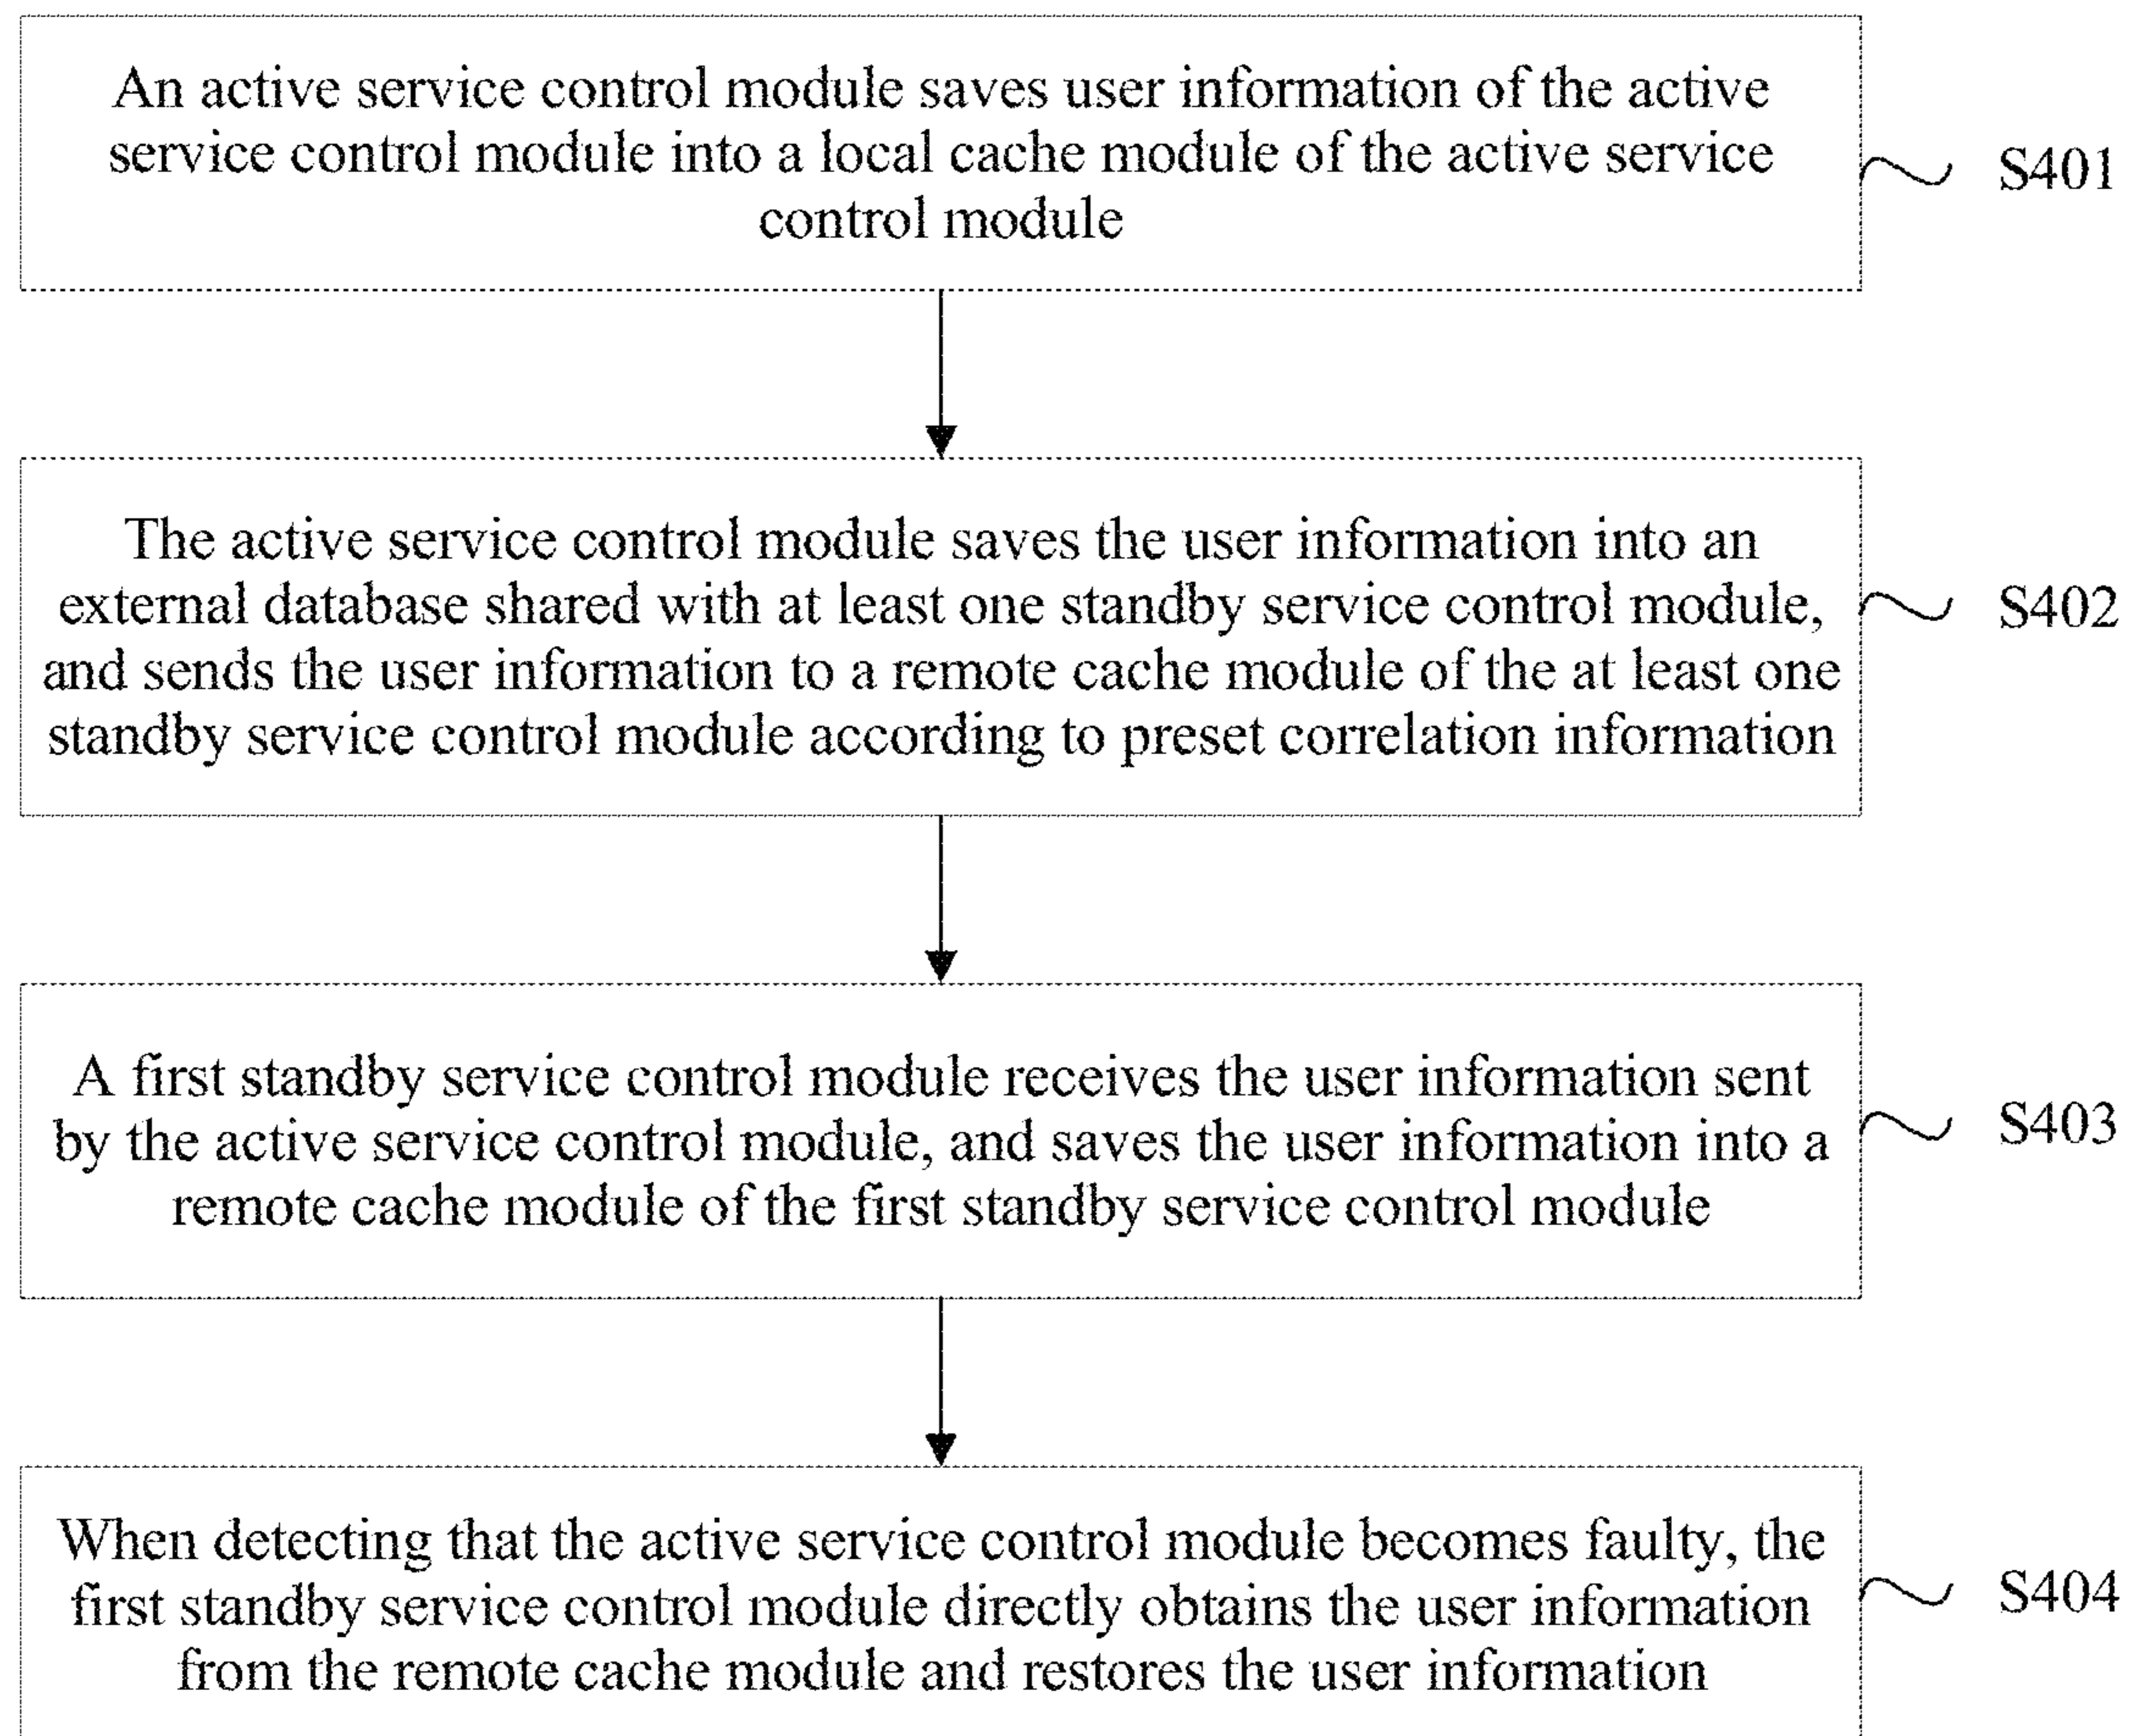 An active service control module saves user information of the active
service control module into a local cache module of the active service
control module
S401
The active service control module saves the user information into an
external database shared with at least one standby service control module,
and sends the user information to a remote cache module of the at least one
standby service control module according to preset correlation information
S402
A first standby service control module receives the user information sent
by the active service control module, and saves the user information into a
remote cache module of the first standby service control module
S403
When detecting that the active service control module becomes faulty, the
first standby service control module directly obtains the user information
from the remote cache module and restores the user information
S404